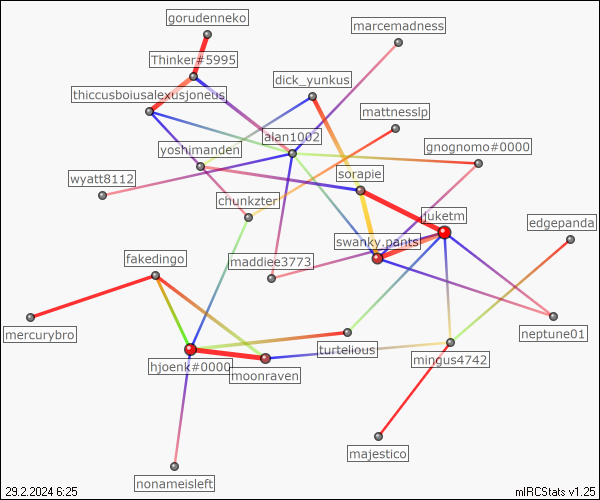 gorudenneko
marcemadness
Thinker#5995
dick_yunkus
thiccusboiusalexusjoneus
mattnesslp
alan1002
yoshimanden
gnognomo#0000
sorapie
wyatt8112
chunkzter
juketm
edgepanda
swanky.pants
fakedingo
maddiee3773
mercurybro
neptune01
turtelious
mingus4742
hjoenk#0000
moonraven
majestico
nonameisleft
29.2.2024 6:25
mIRCStats v1.25